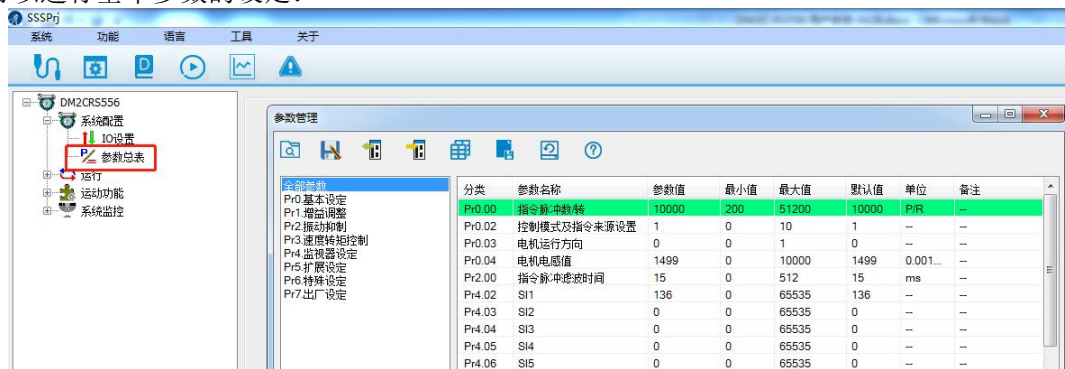 SSSPrj
系统 功能 语言 工具 关于
DM2CRS556
系统配置
IO设置
参数总表
运行
运动功能
系统监控
参数管理
全部参数
Pr0.基本设定
Pr1.增益调整
Pr2.振动抑制
Pr3.速度转矩控制
Pr4.监视器设定
Pr5.扩展设定
Pr6.特殊设定
Pr7.出厂设定
分类 参数名称 参数值 最小值 最大值 默认值 单位 备注
Pr0.00 指令脉冲数/转 10000 200 51200 10000 P/R --
Pr0.02 控制模式及指令来源设置 1 0 10 1 -- --
Pr0.03 电机运行方向 0 0 1 0 -- --
Pr0.04 电机电感值 1499 0 10000 1499 0.001... --
Pr2.00 指令脉冲滤波时间 15 0 512 15 ms --
Pr4.02 SI1 136 0 65535 136 -- --
Pr4.03 SI2 0 0 65535 0 -- --
Pr4.04 SI3 0 0 65535 0 -- --
Pr4.05 SI4 0 0 65535 0 -- --
Pr4.06 SI5 0 0 65535 0 -- --